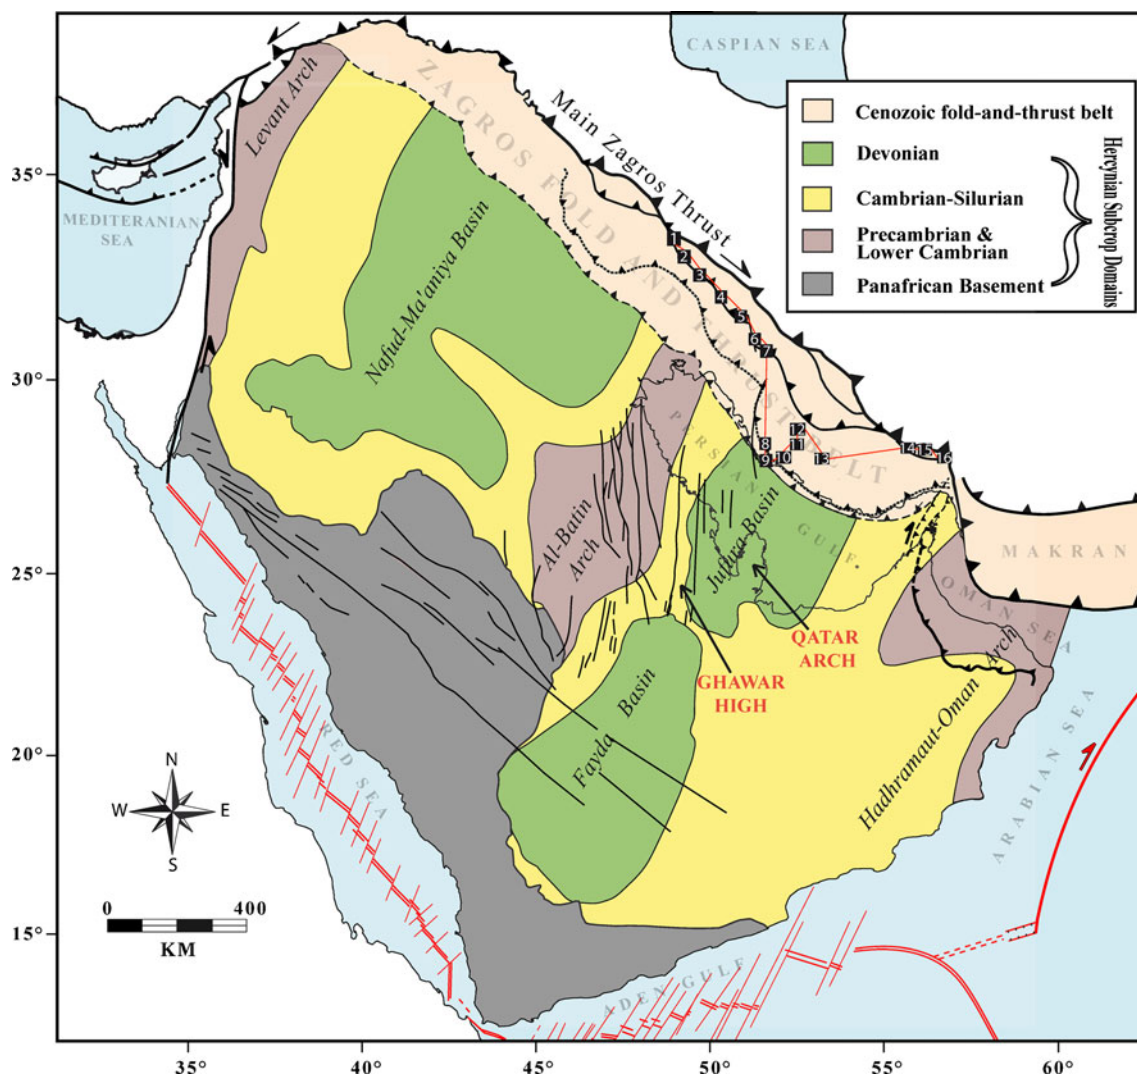 CASPIAN SEA
Cenozoic fold-and-thrust belt
Devonian
Cambrian-Silurian
Precambrian &
Lower Cambrian
Panafrican Basement
Hercynian Subcrop Domains
Levant Arch
ZAGROS FOLD AND THRUST BELT
Main Zagros Thrust
MEDITERANIAN
SEA
Nafud-Ma'aniya Basin
1
2
3
4
5
6
7
8
9
10
11
12
13
14
15
16
PERSIAN GULF
Al-Batin
Arch
Jufura-Basin
MAKRAN
OMAN SEA
QATAR
ARCH
GHAWAR
HIGH
Fayda Basin
Hadhramaut-Oman Arch
RED SEA
ARABIAN SEA
ADEN GULF
N
W
E
S
0
400
KM
35°
30°
25°
20°
15°
35°
40°
45°
50°
55°
60°